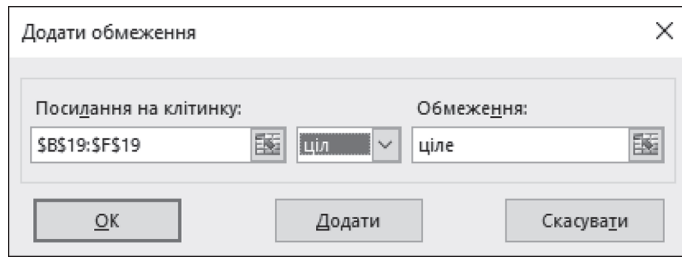 Додати обмеження
Посилання на клітинку: Обмеження:
$B$19:$F$19 ціл ціле
OK Додати Скасувати